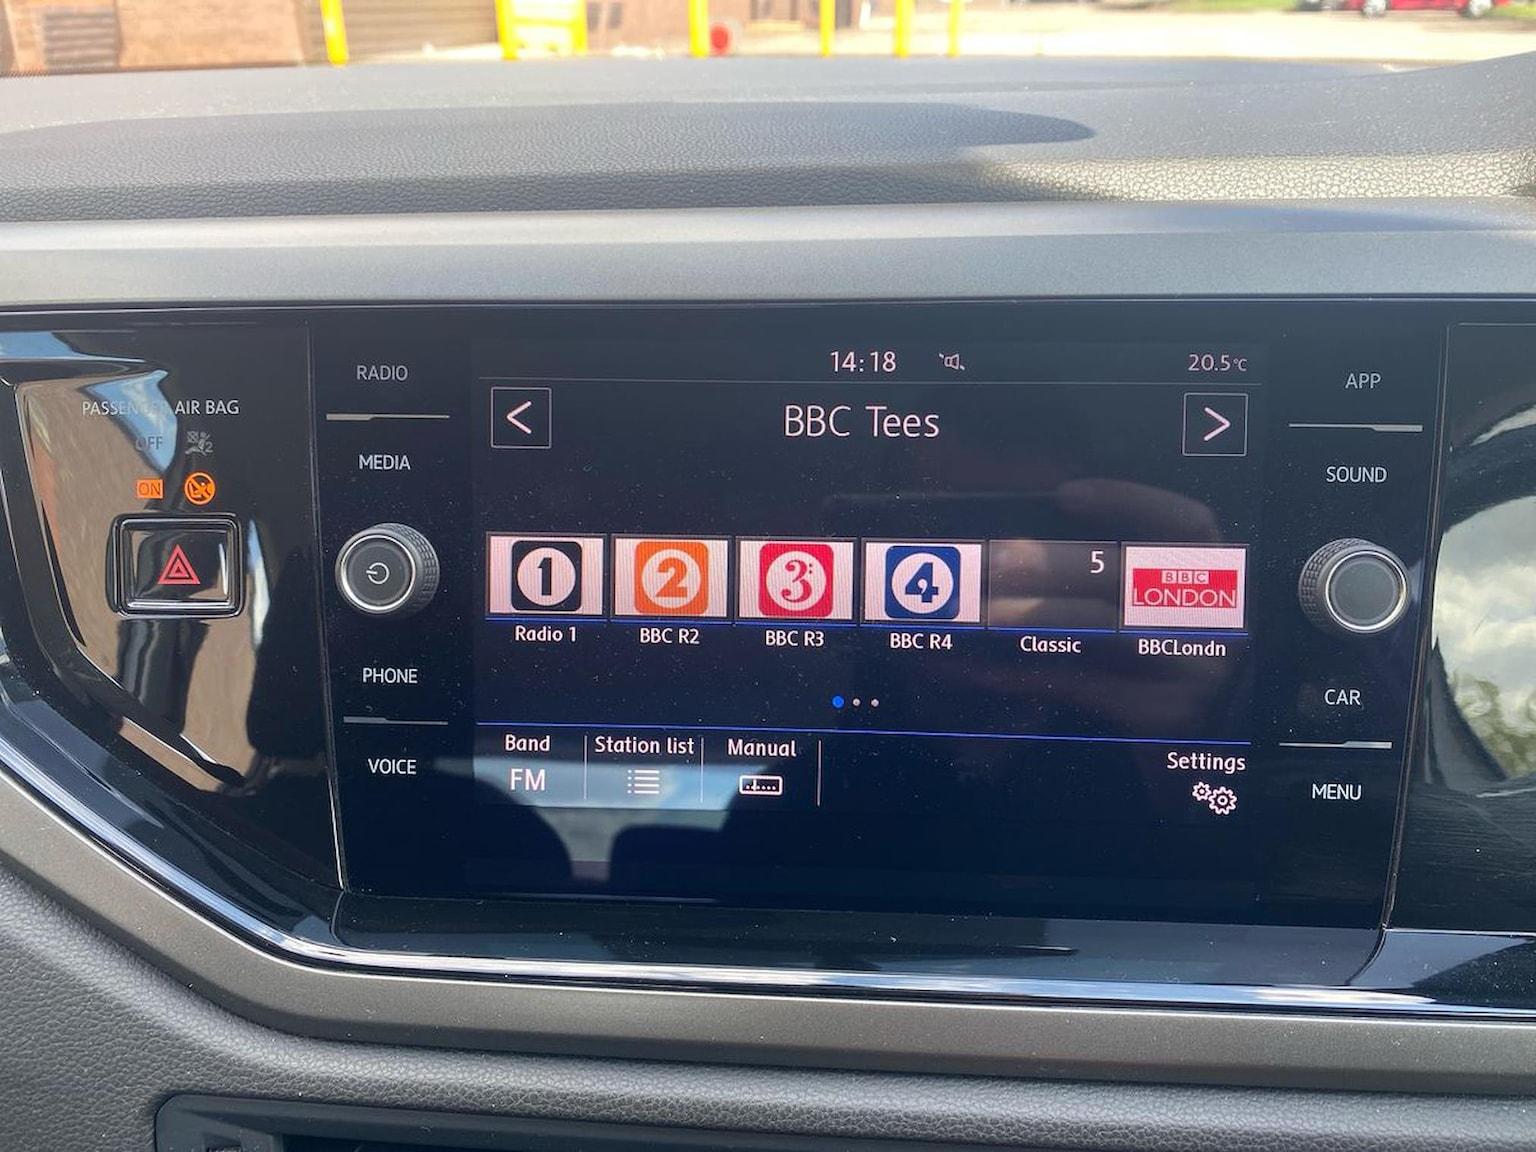 PASSENGER AIR BAG
OFF
ON
RADIO
MEDIA
PHONE
VOICE
14:18
20.5°C
<
BBC Tees
>
1
2
3
4
5
BBC
LONDON
Radio 1
BBC R2
BBC R3
BBC R4
Classic
BBCLondn
Band
FM
Station list
Manual
Settings
APP
SOUND
CAR
MENU